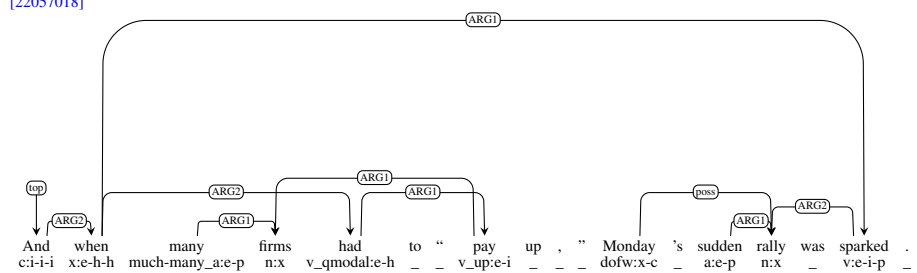 [22057018]
ARG1
top
ARG2
ARG1
ARG2
ARG1
ARG1
poss
ARG1
ARG2
And when many firms had to “ pay up , ” Monday ’s sudden rally was sparked .
c:i-i-i x:e-h-h much-many_a:e-p n:x v_qmodal:e-h _ _ v_up:e-i _ _ _ dofw:x-c _ a:e-p n:x _ v:e-i-p _